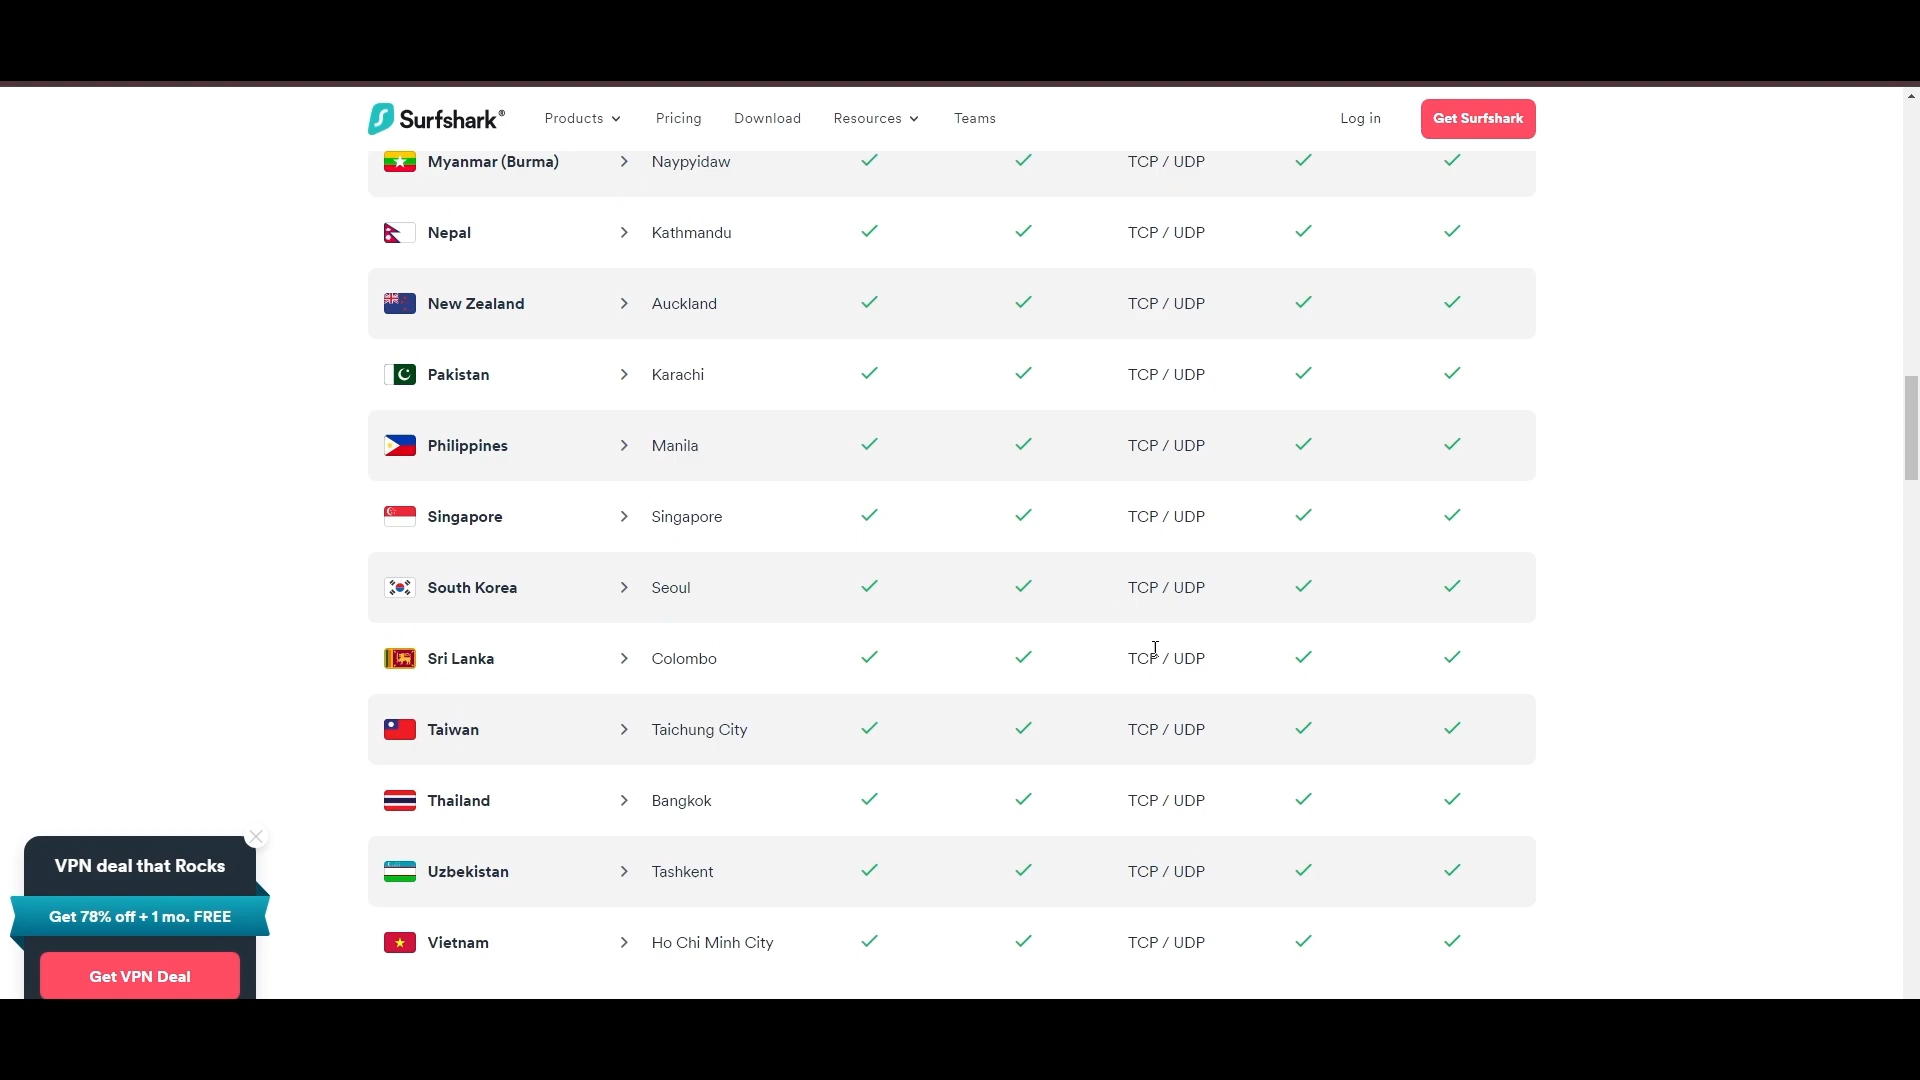 Surfshark® Products Pricing Download Resources Teams Log in Get Surfshark
Myanmar (Burma) Naypyidaw TCP / UDP
Nepal Kathmandu TCP / UDP
New Zealand Auckland TCP / UDP
Pakistan Karachi TCP / UDP
Philippines Manila TCP / UDP
Singapore Singapore TCP / UDP
South Korea Seoul TCP / UDP
Sri Lanka Colombo TCP / UDP
Taiwan Taichung City TCP / UDP
Thailand Bangkok TCP / UDP
Uzbekistan Tashkent TCP / UDP
Vietnam Ho Chi Minh City TCP / UDP
VPN deal that Rocks
Get 78% off + 1 mo. FREE
Get VPN Deal